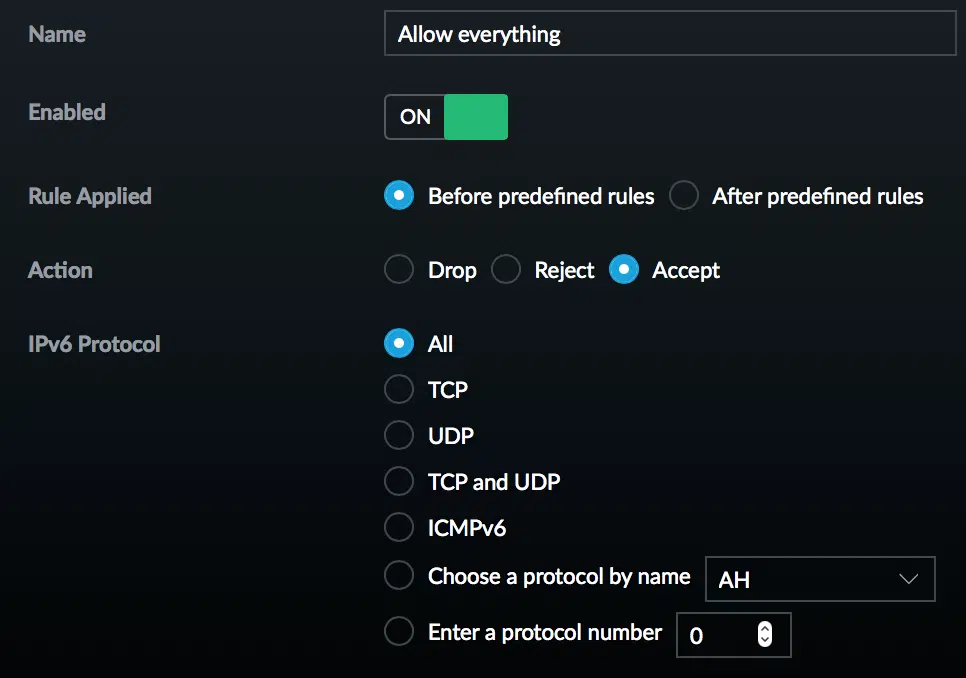 Name Allow everything
Enabled ON
Rule Applied Before predefined rules After predefined rules
Action Drop Reject Accept
IPv6 Protocol All
TCP
UDP
TCP and UDP
ICMPv6
Choose a protocol by name AH
Enter a protocol number 0